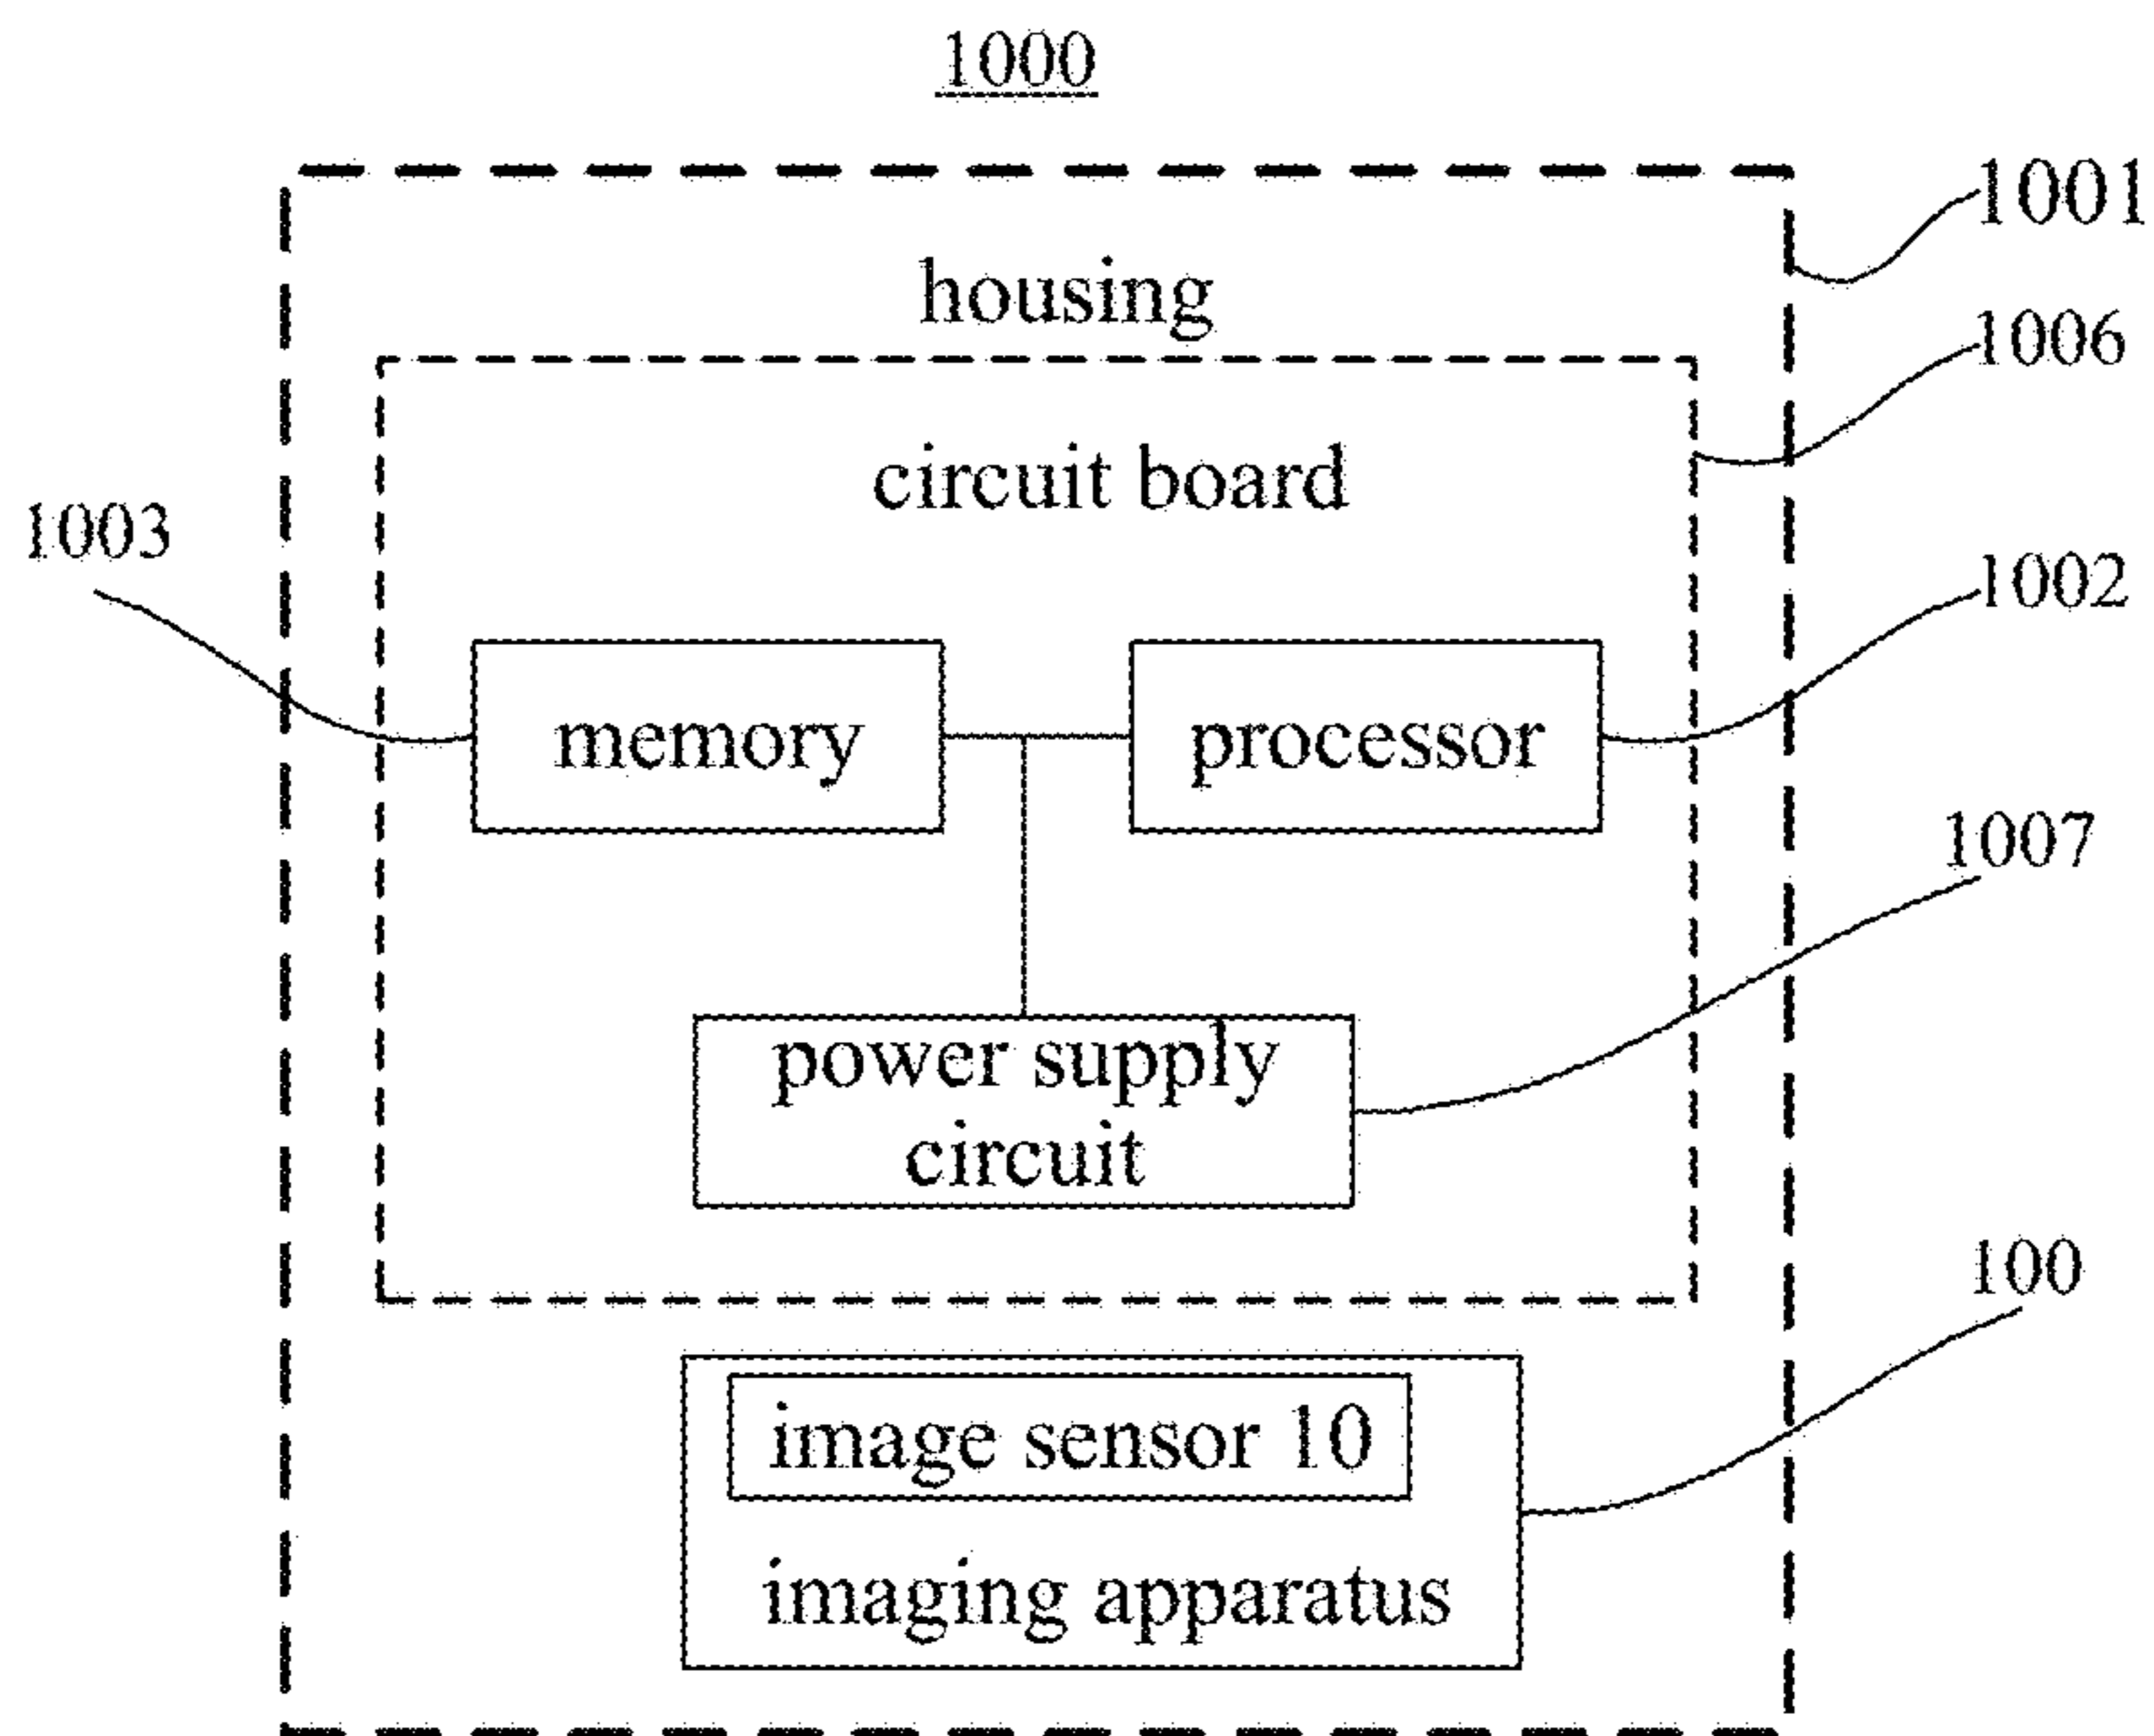 1000
1001
housing
1006
circuit board
1003
1002
memory
processor
1007
power supply
circuit
100
image sensor 10
imaging apparatus